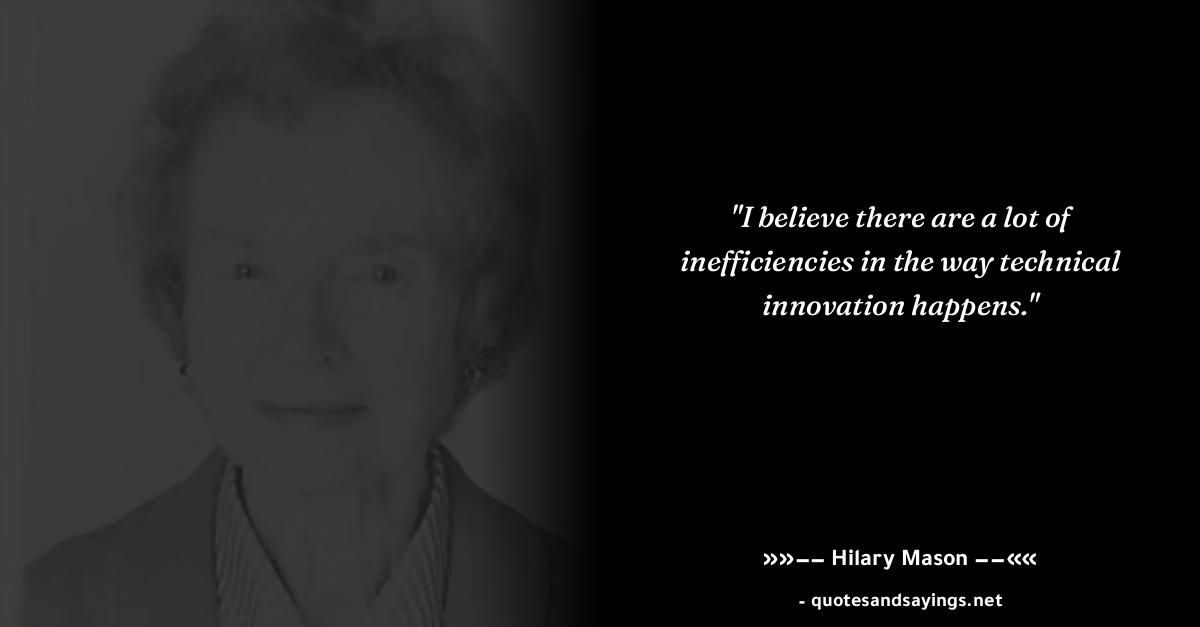 "I believe there are a lot of
inefficiencies in the way technical
innovation happens."
»»–– Hilary Mason ––««
- quotesandsayings.net